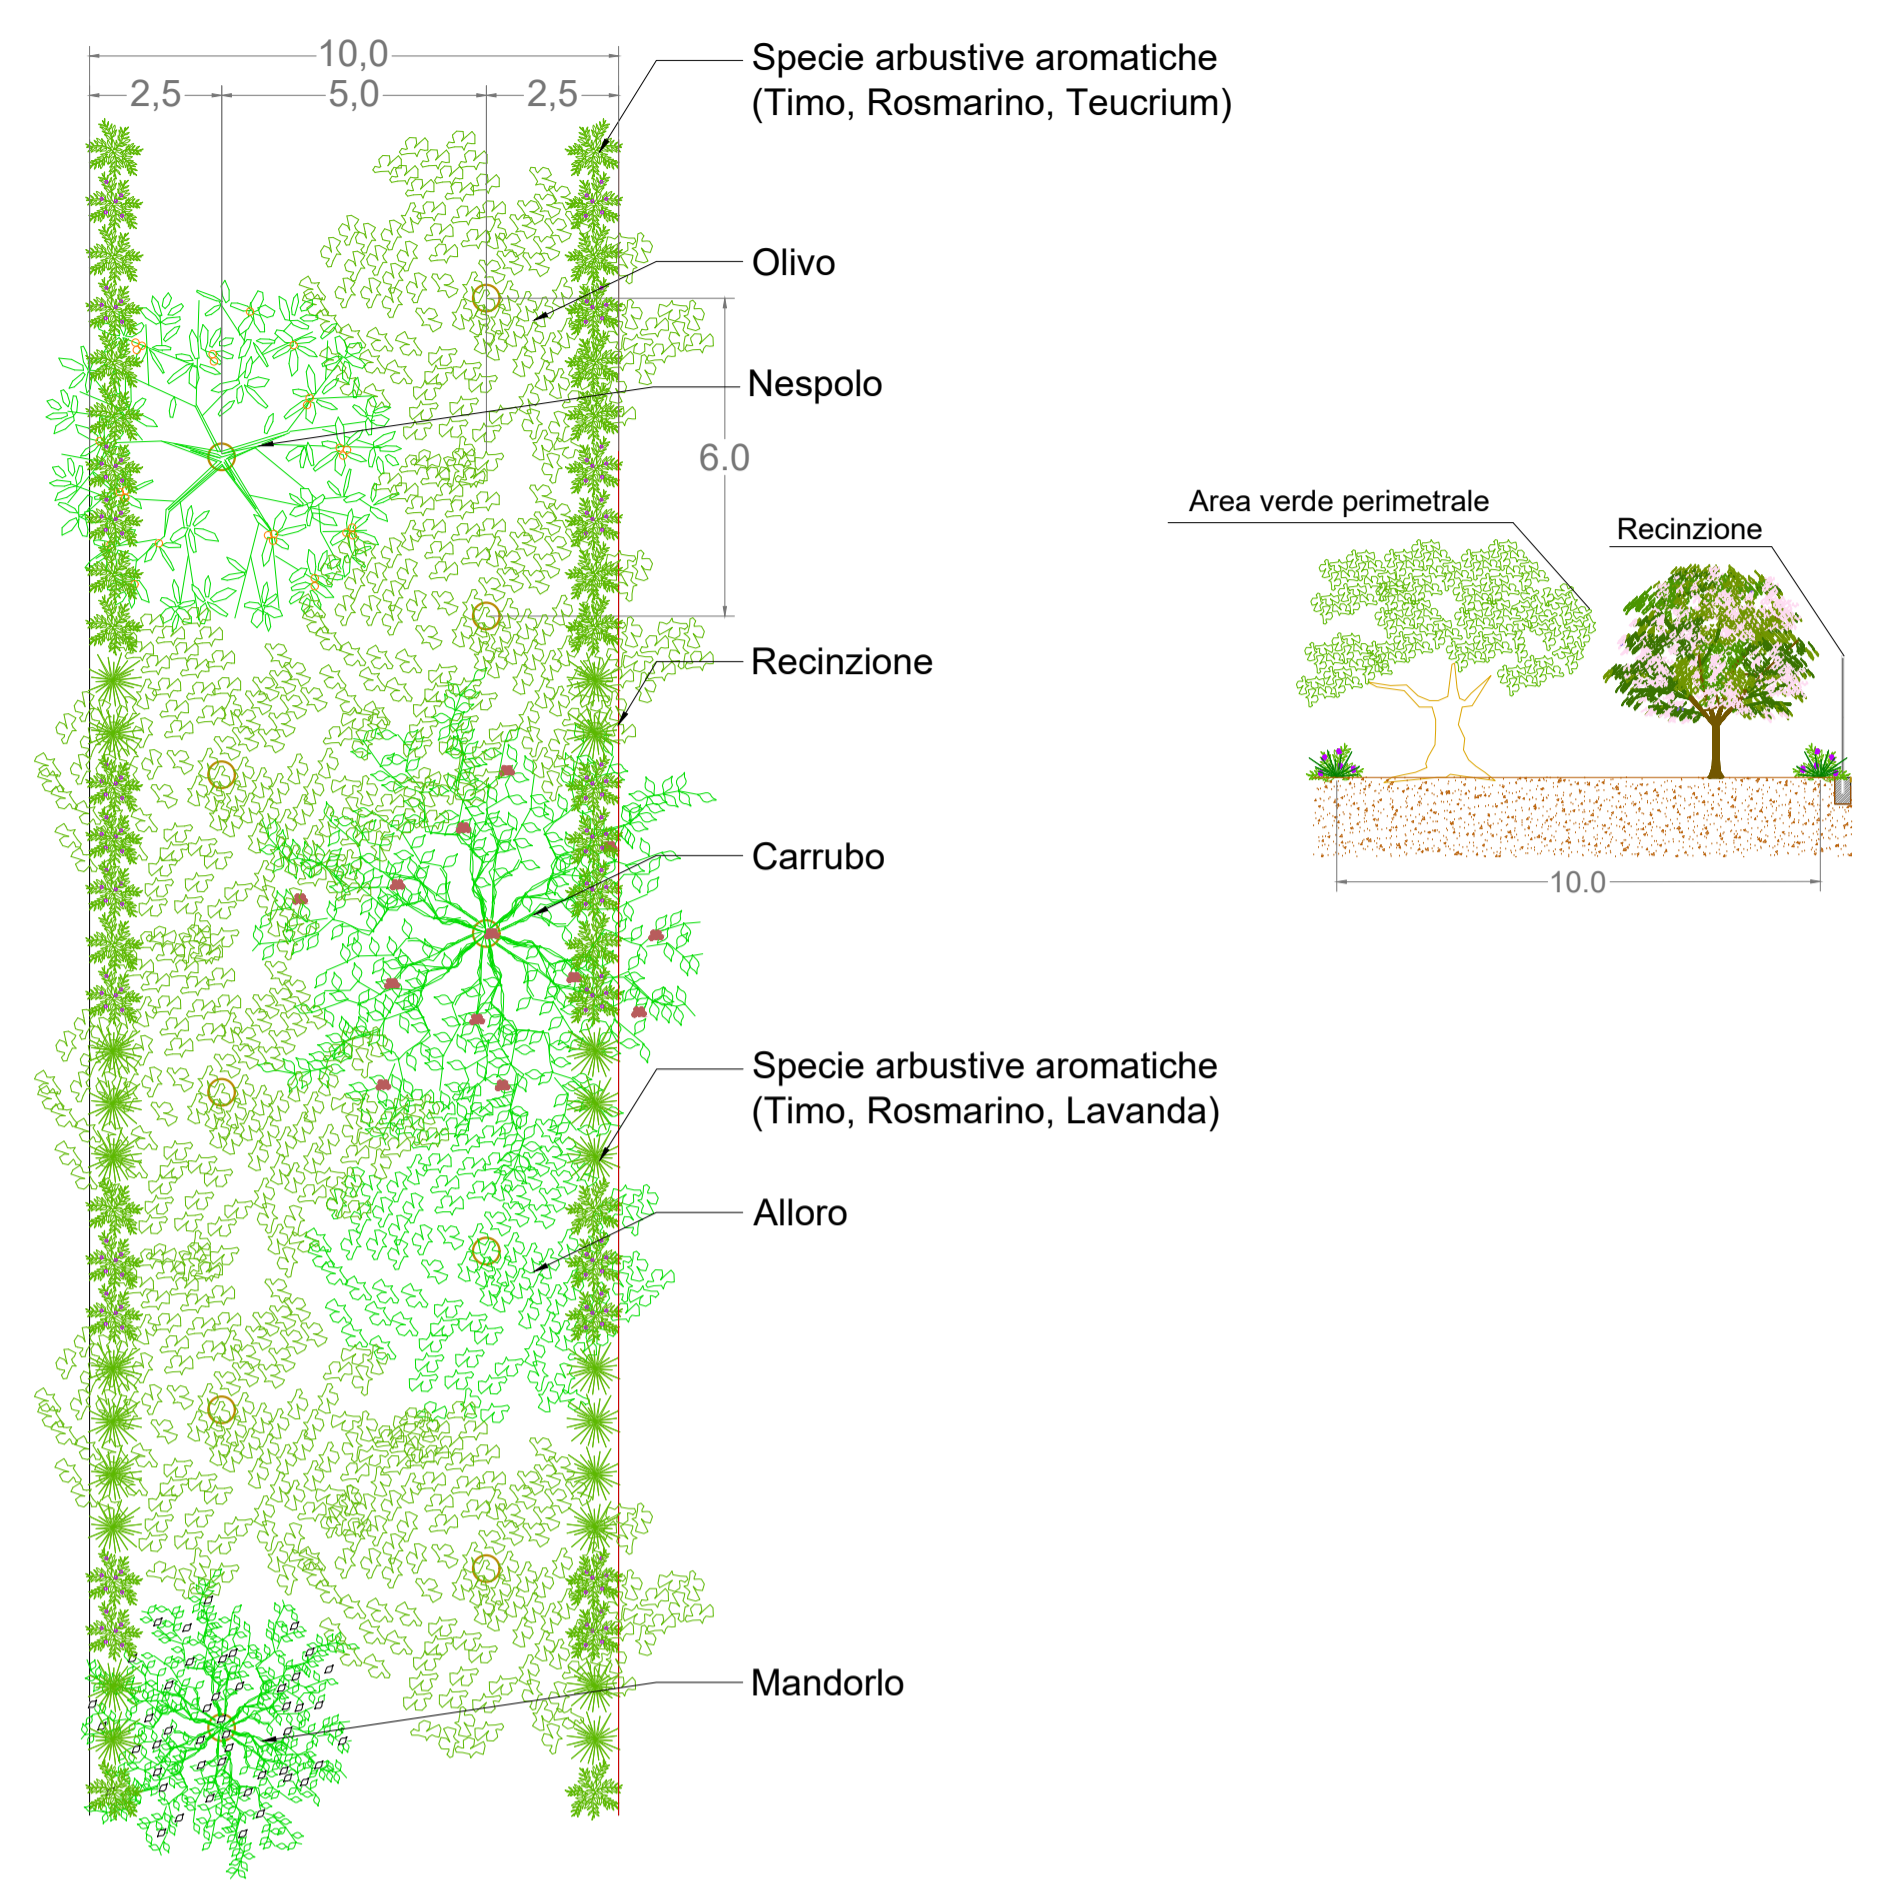 10,0
2,5
5,0
2,5
Specie arbustive aromatiche
(Timo, Rosmarino, Teucrium)
Olivo
Nespolo
6.0
Recinzione
Carrubo
Specie arbustive aromatiche
(Timo, Rosmarino, Lavanda)
Alloro
Mandorlo
Area verde perimetrale
Recinzione
10.0